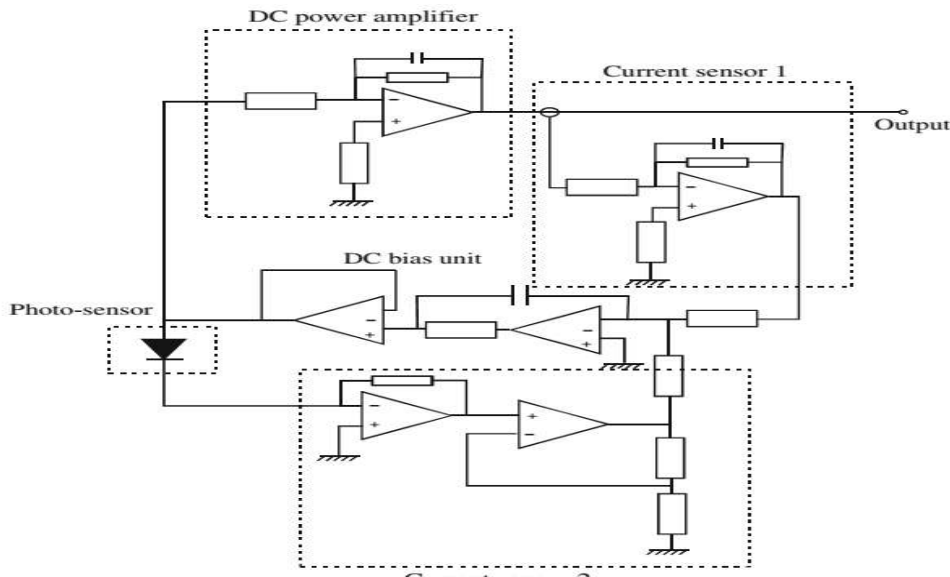 DC power amplifier
Current sensor 1
Output
DC bias unit
Photo-sensor